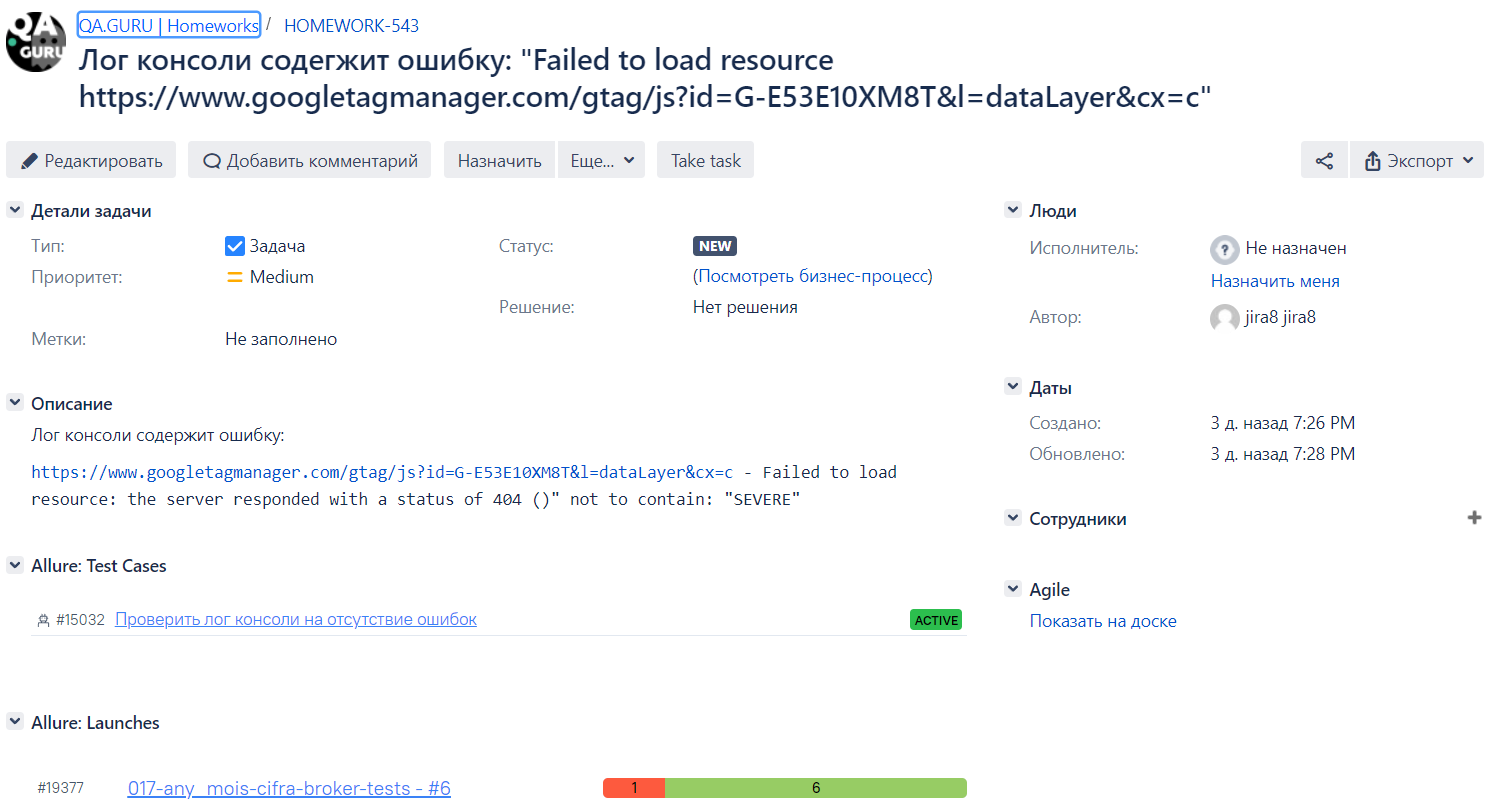 QA
GURU
QA.GURU | Homeworks / HOMEWORK-543
Лог консоли содегжит ошибку: "Failed to load resource
https://www.googletagmanager.com/gtag/js?id=G-E53E10XM8T&l=dataLayer&cx=c"
Редактировать Добавить комментарий Назначить Еще... Take task Экспорт
Детали задачи
Тип: Задача Статус: NEW
Приоритет: Medium (Посмотреть бизнес-процесс)
Решение: Нет решения
Метки: Не заполнено
Описание
Лог консоли содержит ошибку:
https://www.googletagmanager.com/gtag/js?id=G-E53E10XM8T&l=dataLayer&cx=c - Failed to load
resource: the server responded with a status of 404 ()" not to contain: "SEVERE"
Allure: Test Cases
#15032 Проверить лог консоли на отсутствие ошибок ACTIVE
Allure: Launches
#19377 017-any_mois-cifra-broker-tests - #6 1 6
Люди
Исполнитель: ? Не назначен
Назначить меня
Автор: jira8 jira8
Даты
Создано: 3 д. назад 7:26 PM
Обновлено: 3 д. назад 7:28 PM
Сотрудники
Agile
Показать на доске